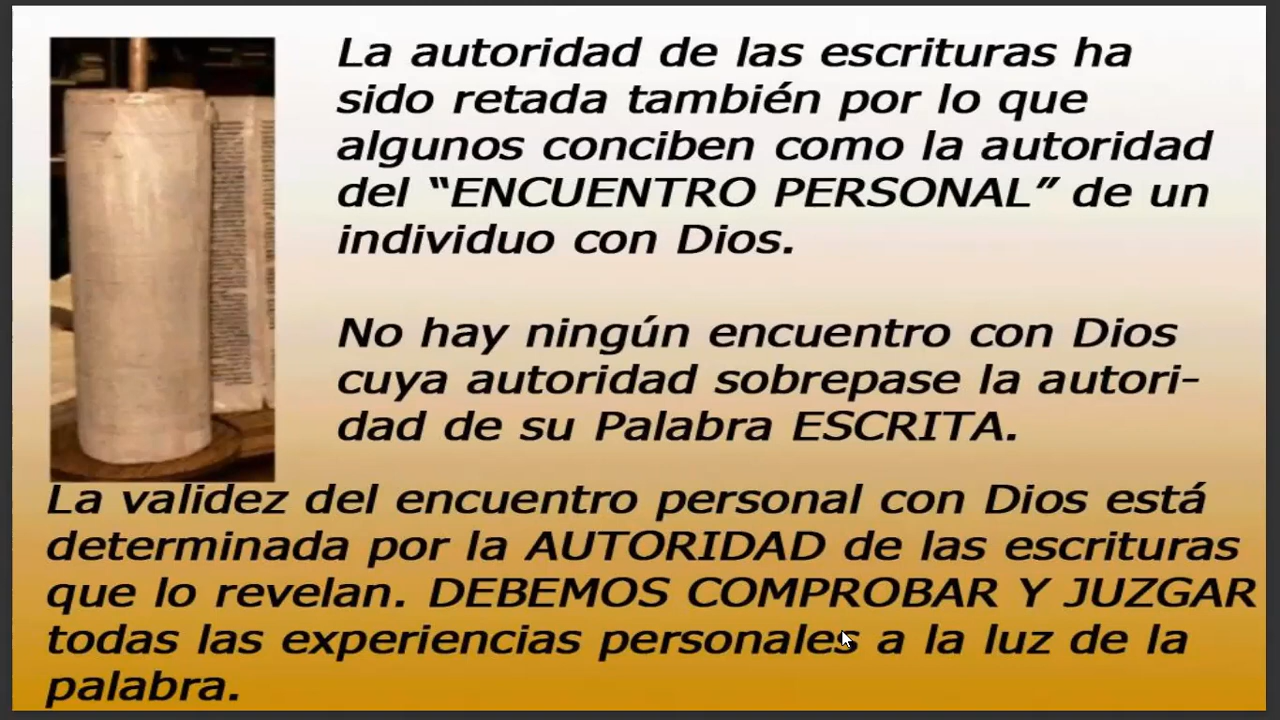 La autoridad de las escrituras ha
sido retada también por lo que
algunos conciben como la autoridad
del “ENCUENTRO PERSONAL” de un
individuo con Dios.
No hay ningún encuentro con Dios
cuya autoridad sobrepase la autori-
dad de su Palabra ESCRITA.
La validez del encuentro personal con Dios está
determinada por la AUTORIDAD de las escrituras
que lo revelan. DEBEMOS COMPROBAR Y JUZGAR
todas las experiencias personales a la luz de la
palabra.